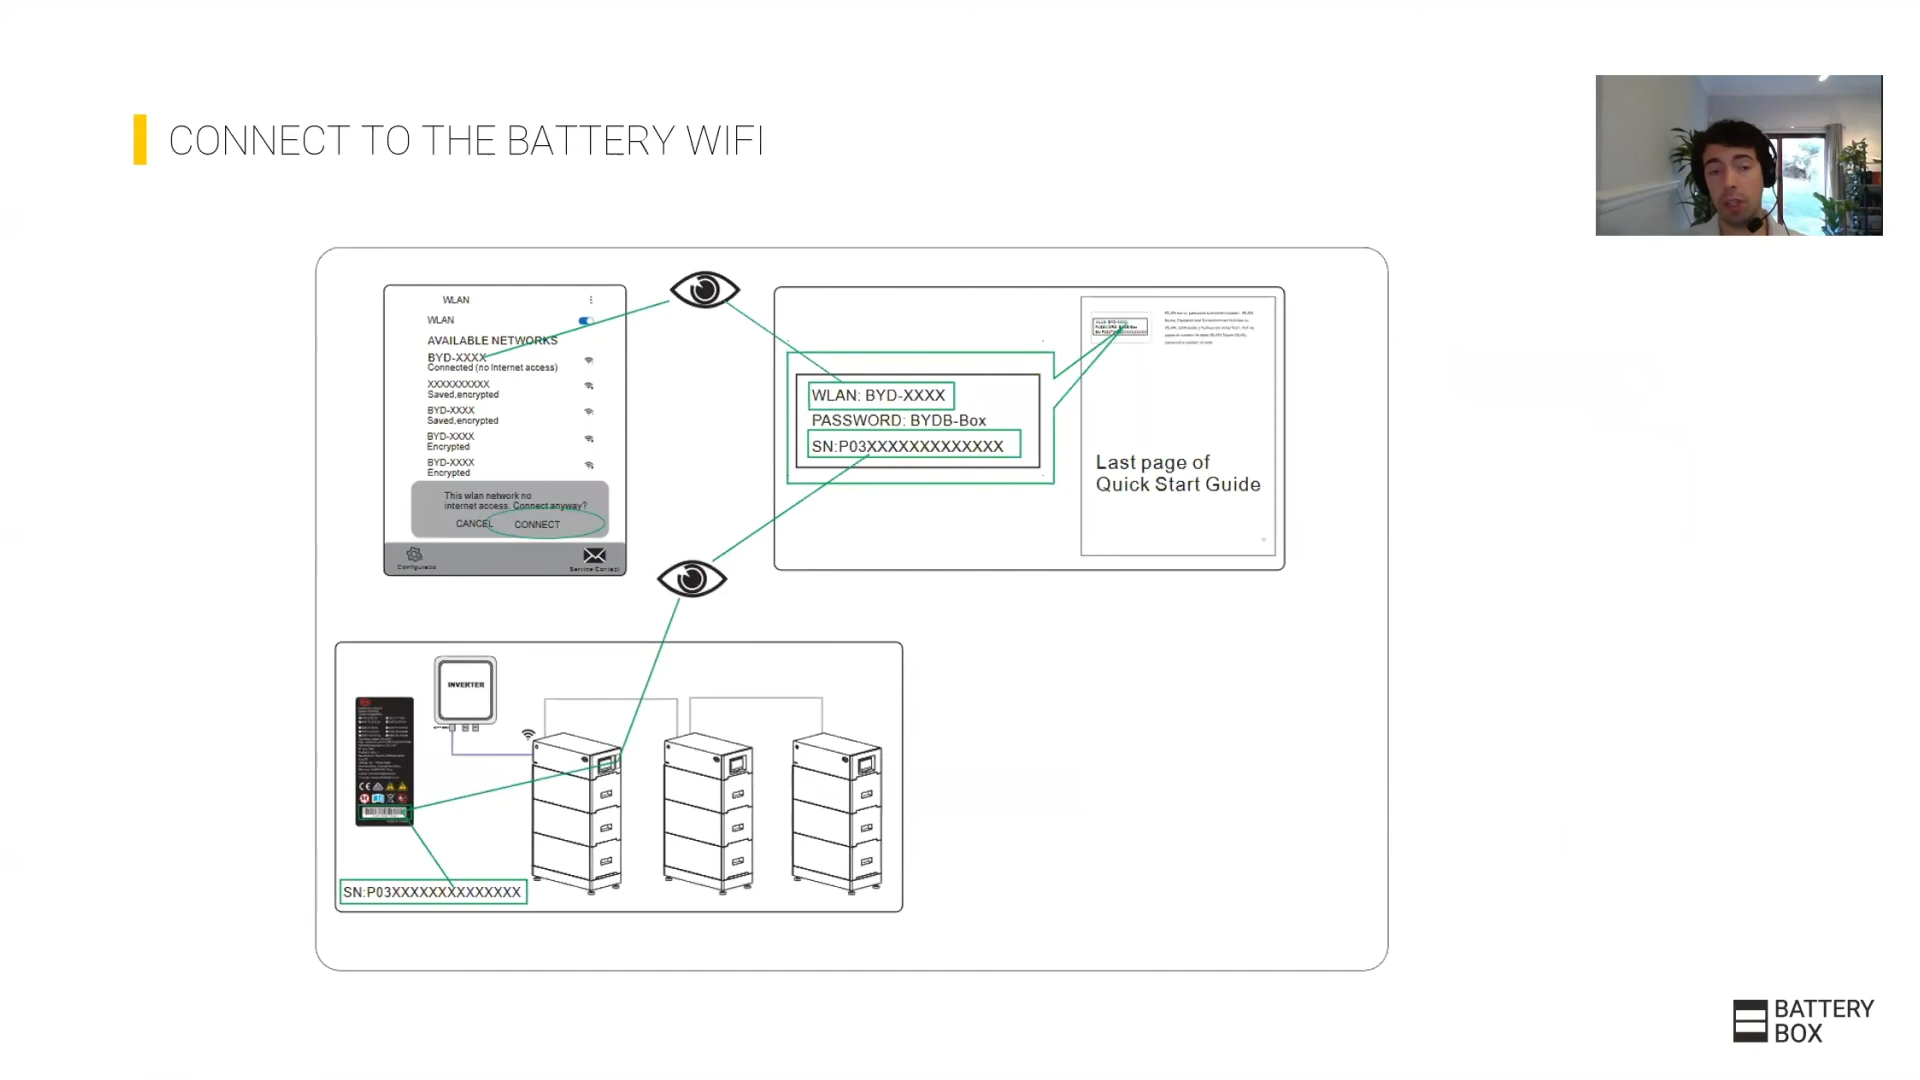 CONNECT TO THE BATTERY WIFI
WLAN
WLAN
AVAILABLE NETWORKS
BYD-XXXX
Connected (no Internet access)
XXXXXXXXXX
Saved,encrypted
BYD-XXXX
Saved,encrypted
BYD-XXXX
Encrypted
BYD-XXXX
Encrypted
This wlan network no
internet access. Connect anyway?
CANCEL CONNECT
Configuratio
Service Contact
WLAN: BYD-XXXX
PASSWORD: BYDB-Box
SN:P03XXXXXXXXXXXXX
Last page of
Quick Start Guide
INVERTER
SN:P03XXXXXXXXXXXXXX
BATTERY
BOX